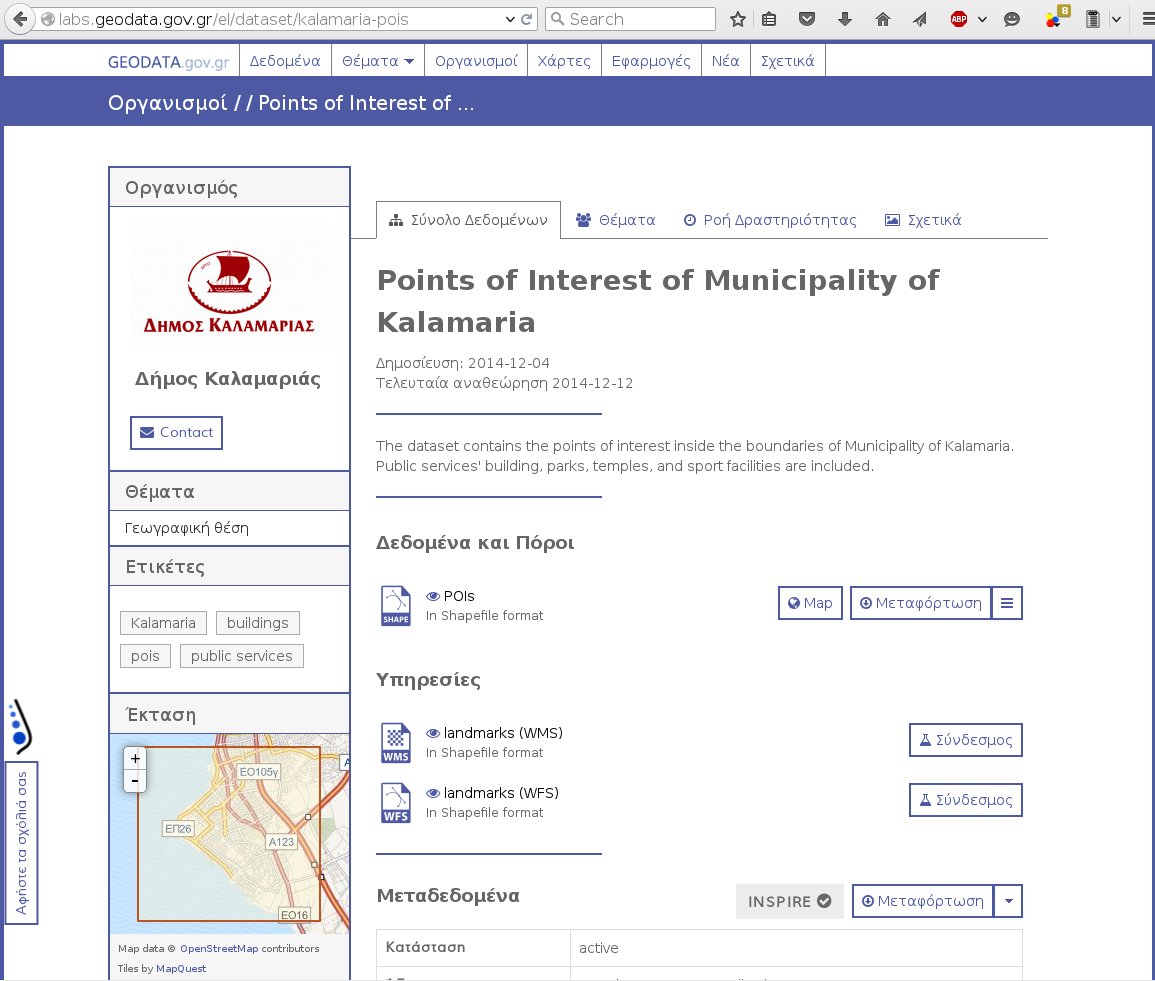 labs.geodata.gov.gr/el/dataset/kalamaria-pois
Search
ABP
8
GEODATA.gov.gr
Δεδομένα
Θέματα
Οργανισμοί
Χάρτες
Εφαρμογές
Νέα
Σχετικά
Οργανισμοί / / Points of Interest of ...
Οργανισμός
ΔΗΜΟΣ ΚΑΛΑΜΑΡΙΑΣ
Δήμος Καλαμαριάς
Contact
Θέματα
Γεωγραφική θέση
Ετικέτες
Kalamaria
buildings
pois
public services
Έκταση
+
-
ΕΟ105γ
ΕΠ26
Α123
ΕΟ16
Map data © OpenStreetMap contributors
Tiles by MapQuest
Αφήστε τα σχόλιά σας
Σύνολο Δεδομένων
Θέματα
Ροή Δραστηριότητας
Σχετικά
Points of Interest of Municipality of
Kalamaria
Δημοσίευση: 2014-12-04
Τελευταία αναθεώρηση 2014-12-12
The dataset contains the points of interest inside the boundaries of Municipality of Kalamaria.
Public services' building, parks, temples, and sport facilities are included.
Δεδομένα και Πόροι
SHAPE
POIs
In Shapefile format
Map
Μεταφόρτωση
Υπηρεσίες
WMS
landmarks (WMS)
In Shapefile format
Σύνδεσμος
WFS
landmarks (WFS)
In Shapefile format
Σύνδεσμος
Μεταδεδομένα
INSPIRE
Μεταφόρτωση
Κατάσταση
active